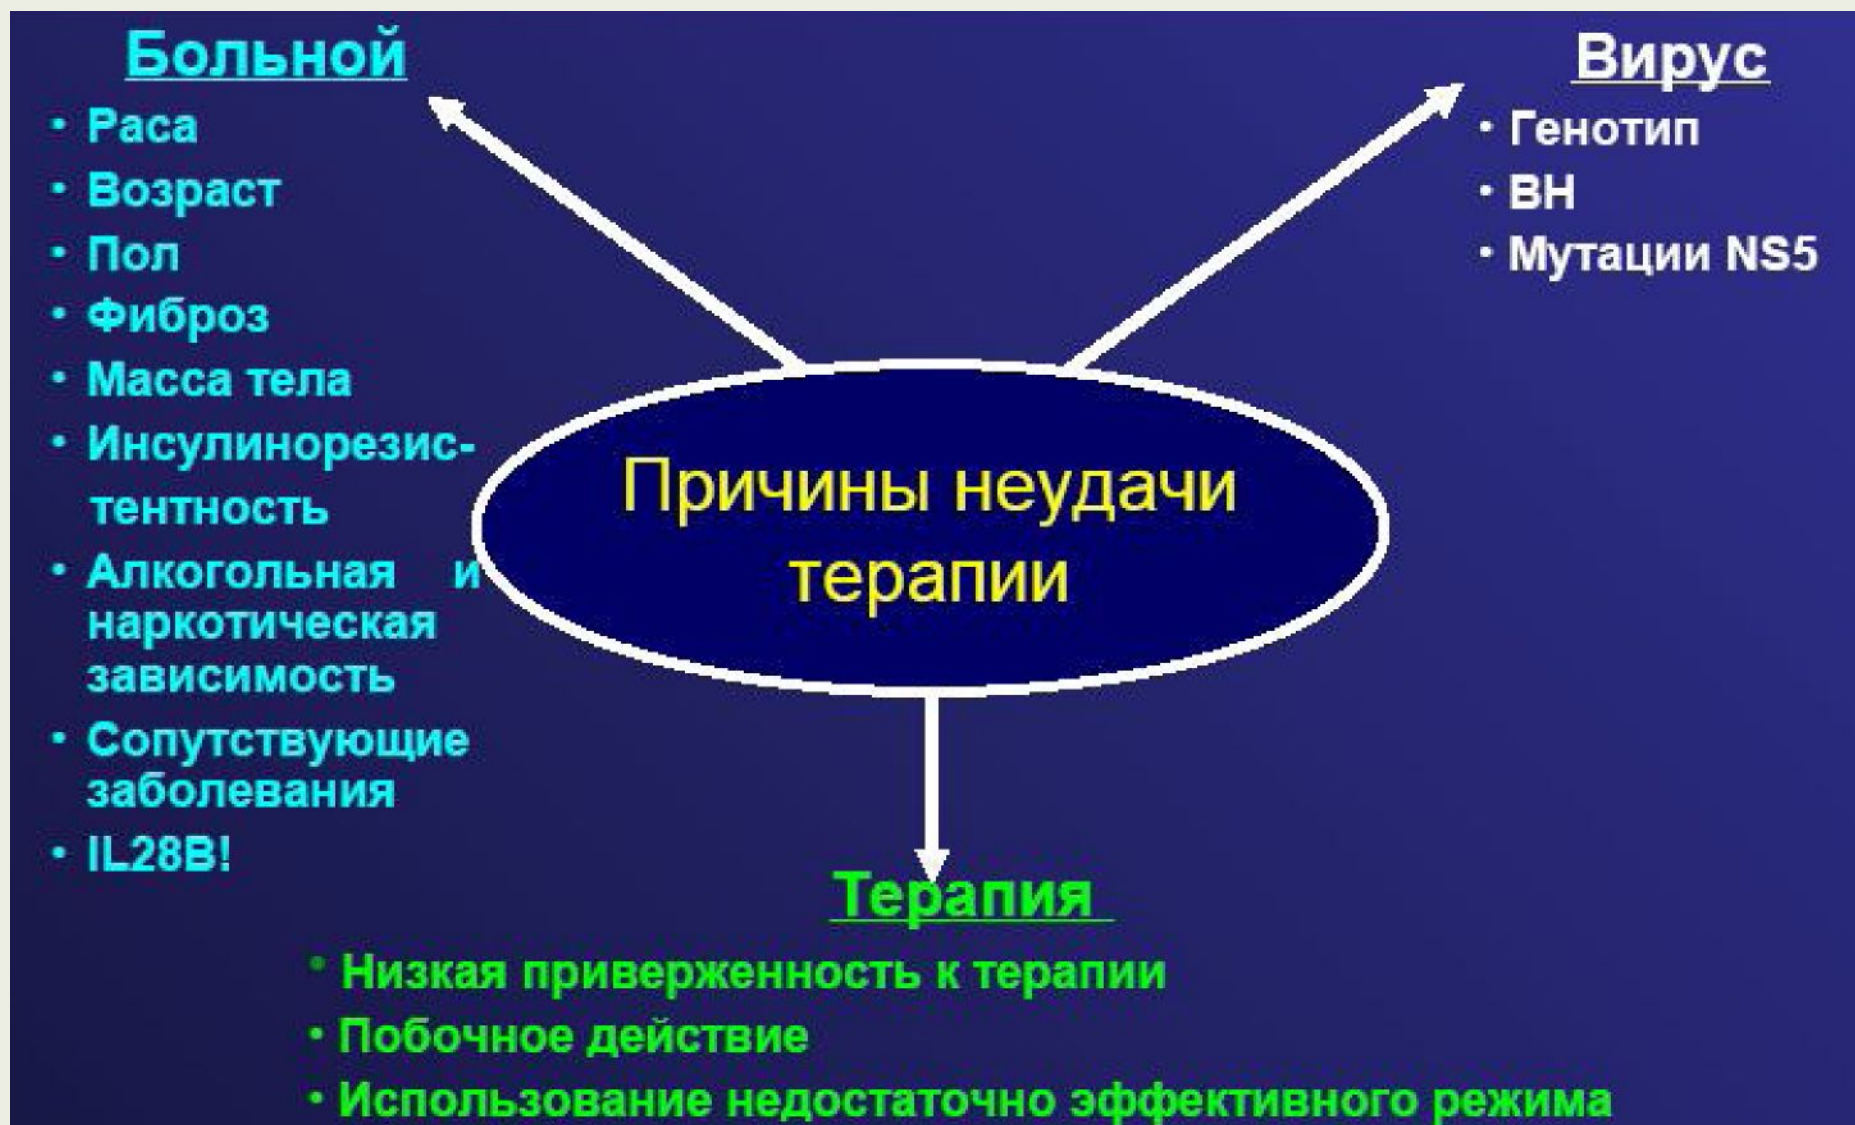 Больной
• Раса
• Возраст
• Пол
• Фиброз
• Масса тела
• Инсулинорезис-
тентность
• Алкогольная и
наркотическая
зависимость
• Сопутствующие
заболевания
• IL28B!
Вирус
• Генотип
• ВН
• Мутации NS5
Причины неудачи
терапии
Терапия
• Низкая приверженность к терапии
• Побочное действие
• Использование недостаточно эффективного режима